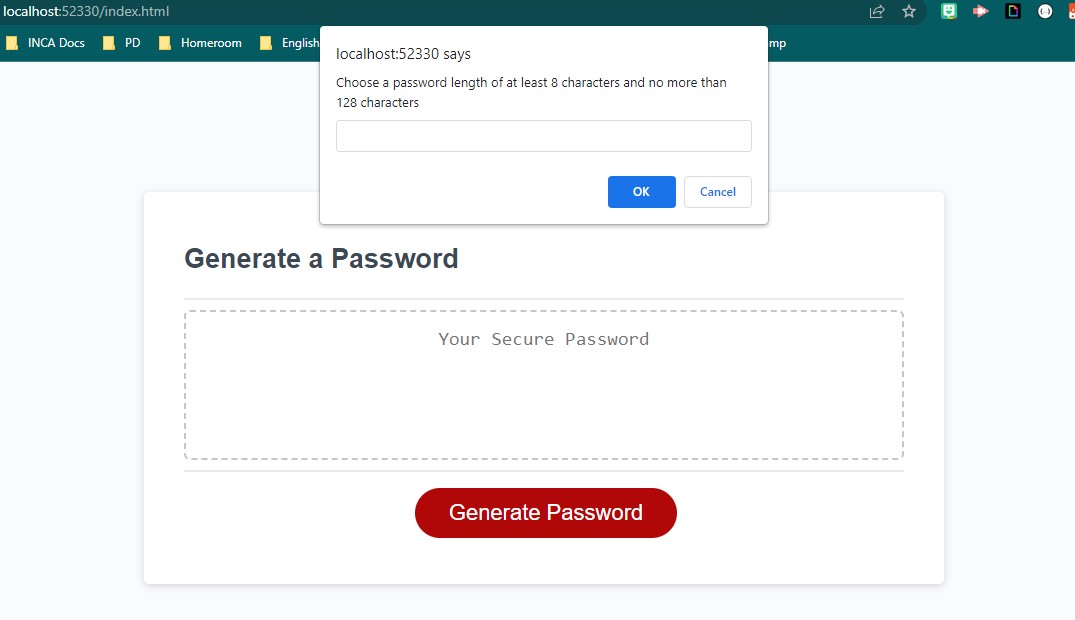 localhost:52330/index.html
INCA Docs PD Homeroom English mp
localhost:52330 says
Choose a password length of at least 8 characters and no more than
128 characters
OK Cancel
Generate a Password
Your Secure Password
Generate Password